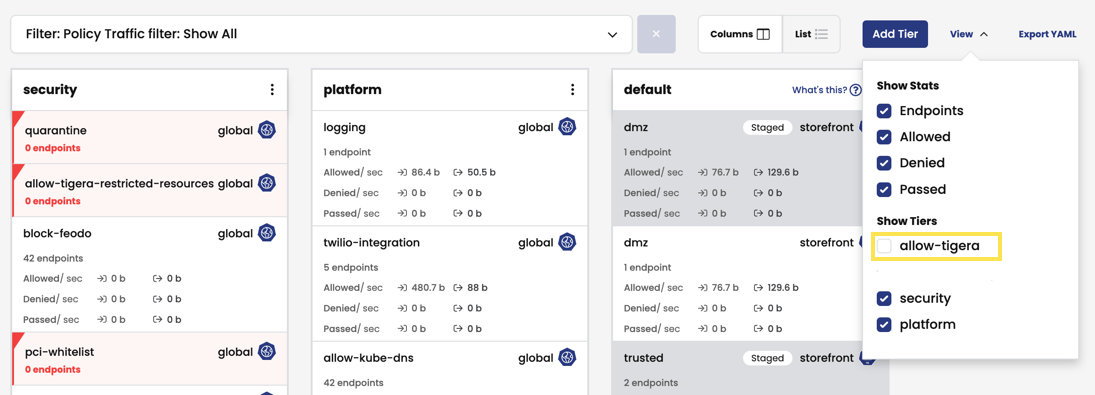 Filter: Policy Traffic filter: Show All
×
Columns
List
Add Tier
View
Export YAML
security
quarantine global
0 endpoints
allow-tigera-restricted-resources global
0 endpoints
block-feodo global
42 endpoints
Allowed/ sec 0 b 0 b
Denied/ sec 0 b 0 b
Passed/ sec 0 b 0 b
pci-whitelist global
0 endpoints
platform
logging global
1 endpoint
Allowed/ sec 86.4 b 50.5 b
Denied/ sec 0 b 0 b
Passed/ sec 0 b 0 b
twilio-integration global
5 endpoints
Allowed/ sec 480.7 b 88 b
Denied/ sec 0 b 0 b
Passed/ sec 0 b 0 b
allow-kube-dns global
42 endpoints
default What's this? ?
dmz Staged storefront
1 endpoint
Allowed/ sec 76.7 b 129.6 b
Denied/ sec 0 b 0 b
Passed/ sec 0 b 0 b
dmz storefront
1 endpoint
Allowed/ sec 76.7 b 129.6 b
Denied/ sec 0 b 0 b
Passed/ sec 0 b 0 b
trusted Staged storefront
2 endpoints
Show Stats
Endpoints
Allowed
Denied
Passed
Show Tiers
allow-tigera
security
platform